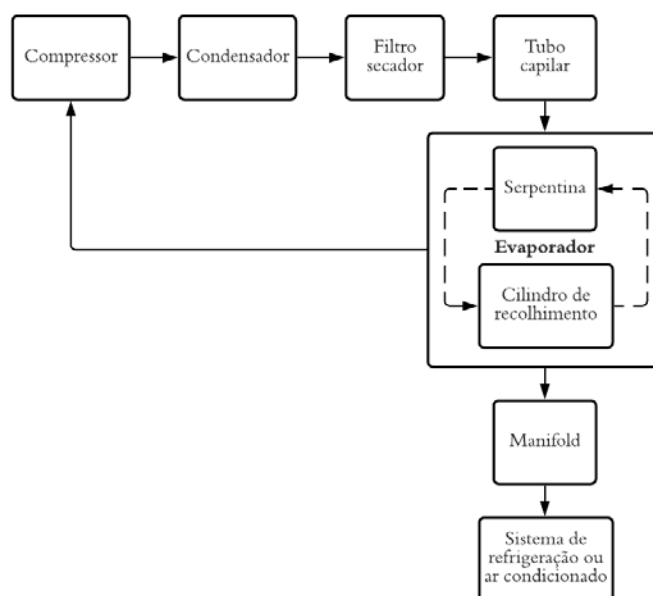 Compressor
Condensador
Filtro
secador
Tubo
capilar
Serpentina
Evaporador
Cilindro de
recolhimento
Manifold
Sistema de
refrigeração ou
ar condicionado